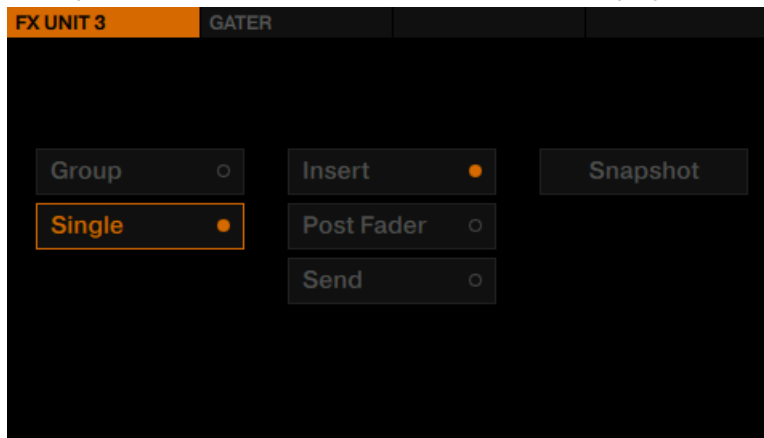 FX UNIT 3 GATER
Group Insert Snapshot
Single Post Fader
Send